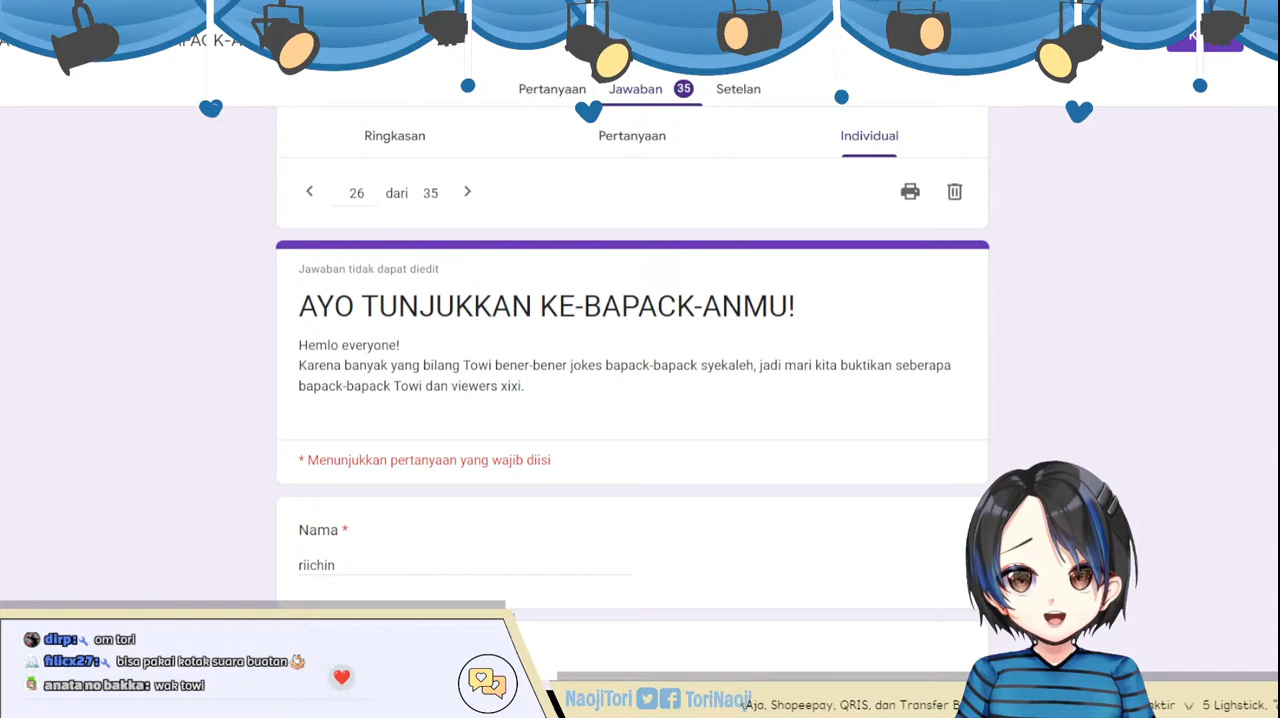 Pertanyaan Jawaban 35 Setelan
Ringkasan Pertanyaan Individual
26 dari 35
Jawaban tidak dapat diedit
AYO TUNJUKKAN KE-BAPACK-ANMU!
Hemlo everyone!
Karena banyak yang bilang Towi bener-bener jokes bapack-bapack syekaleh, jadi mari kita buktikan seberapa
bapack-bapack Towi dan viewers xixi.
* Menunjukkan pertanyaan yang wajib diisi
Nama *
riichin
dirp: om tori
filicx27: bisa pakai kotak suara buatan
anata no bakka: wak towi
NaojiTori ToriNaoji
Aja, Shopeepay, QRIS, dan Transfer
5 Lighstick,